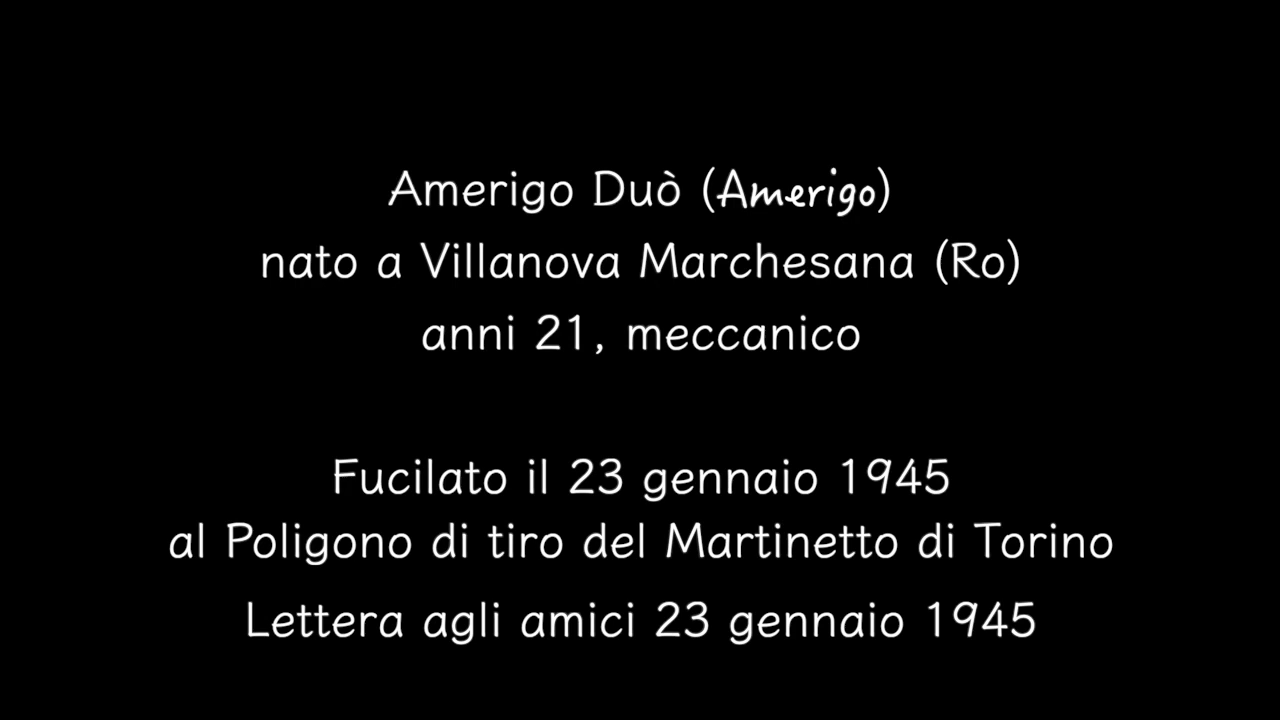 Amerigo Duò (Amerigo)
nato a Villanova Marchesana (Ro)
anni 21, meccanico
Fucilato il 23 gennaio 1945
al Poligono di tiro del Martinetto di Torino
Lettera agli amici 23 gennaio 1945